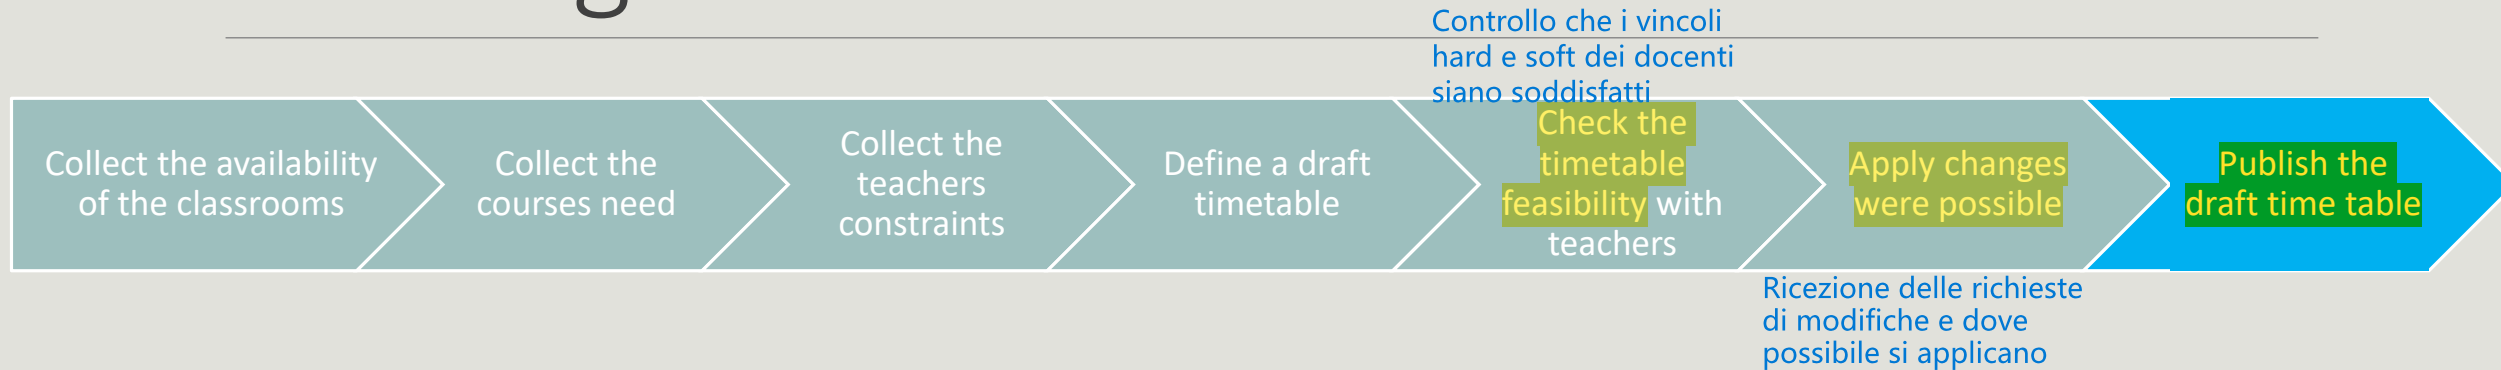 Controllo che i vincoli
hard e soft dei docenti
siano soddisfatti
Collect the availability
of the classrooms
Collect the
courses need
Collect the
teachers
constraints
Define a draft
timetable
Check the
timetable
feasibility with
teachers
Apply changes
were possible
Publish the
draft time table
Ricezione delle richieste
di modifiche e dove
possibile si applicano